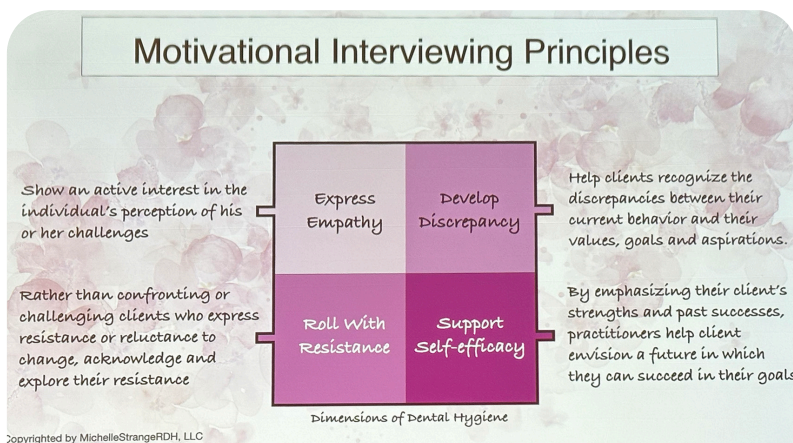 Motivational Interviewing Principles
Show an active interest in the
individual's perception of his
or her challenges
Express
Empathy
Develop
Discrepancy
Help clients recognize the
discrepancies between their
current behavior and their
values, goals and aspirations.
Rather than confronting or
challenging clients who express
resistance or reluctance to
change, acknowledge and
explore their resistance
Roll With
Resistance
Support
Self-efficacy
By emphasizing their client's
strengths and past successes,
practitioners help client
envision a future in which
they can succeed in their goals
Dimensions of Dental Hygiene
Copyrighted by MichelleStrangeRDH, LLC